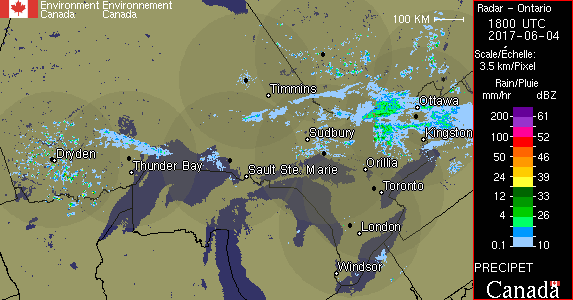 Environment Environnement
Canada Canada
100 KM
Timmins
Ottawa
Sudbury
Kingston
Dryden
Thunder Bay
Sault Ste. Marie
Orillia
Toronto
London
Windsor
Radar - Ontario
1800 UTC
2017-06-04
Scale/Échelle:
3.5 km/Pixel
Rain/Pluie
mm/hr dBZ
200 61
100 52
50 46
24 39
12 33
4 26
0.1 10
PRECIPET
Canada